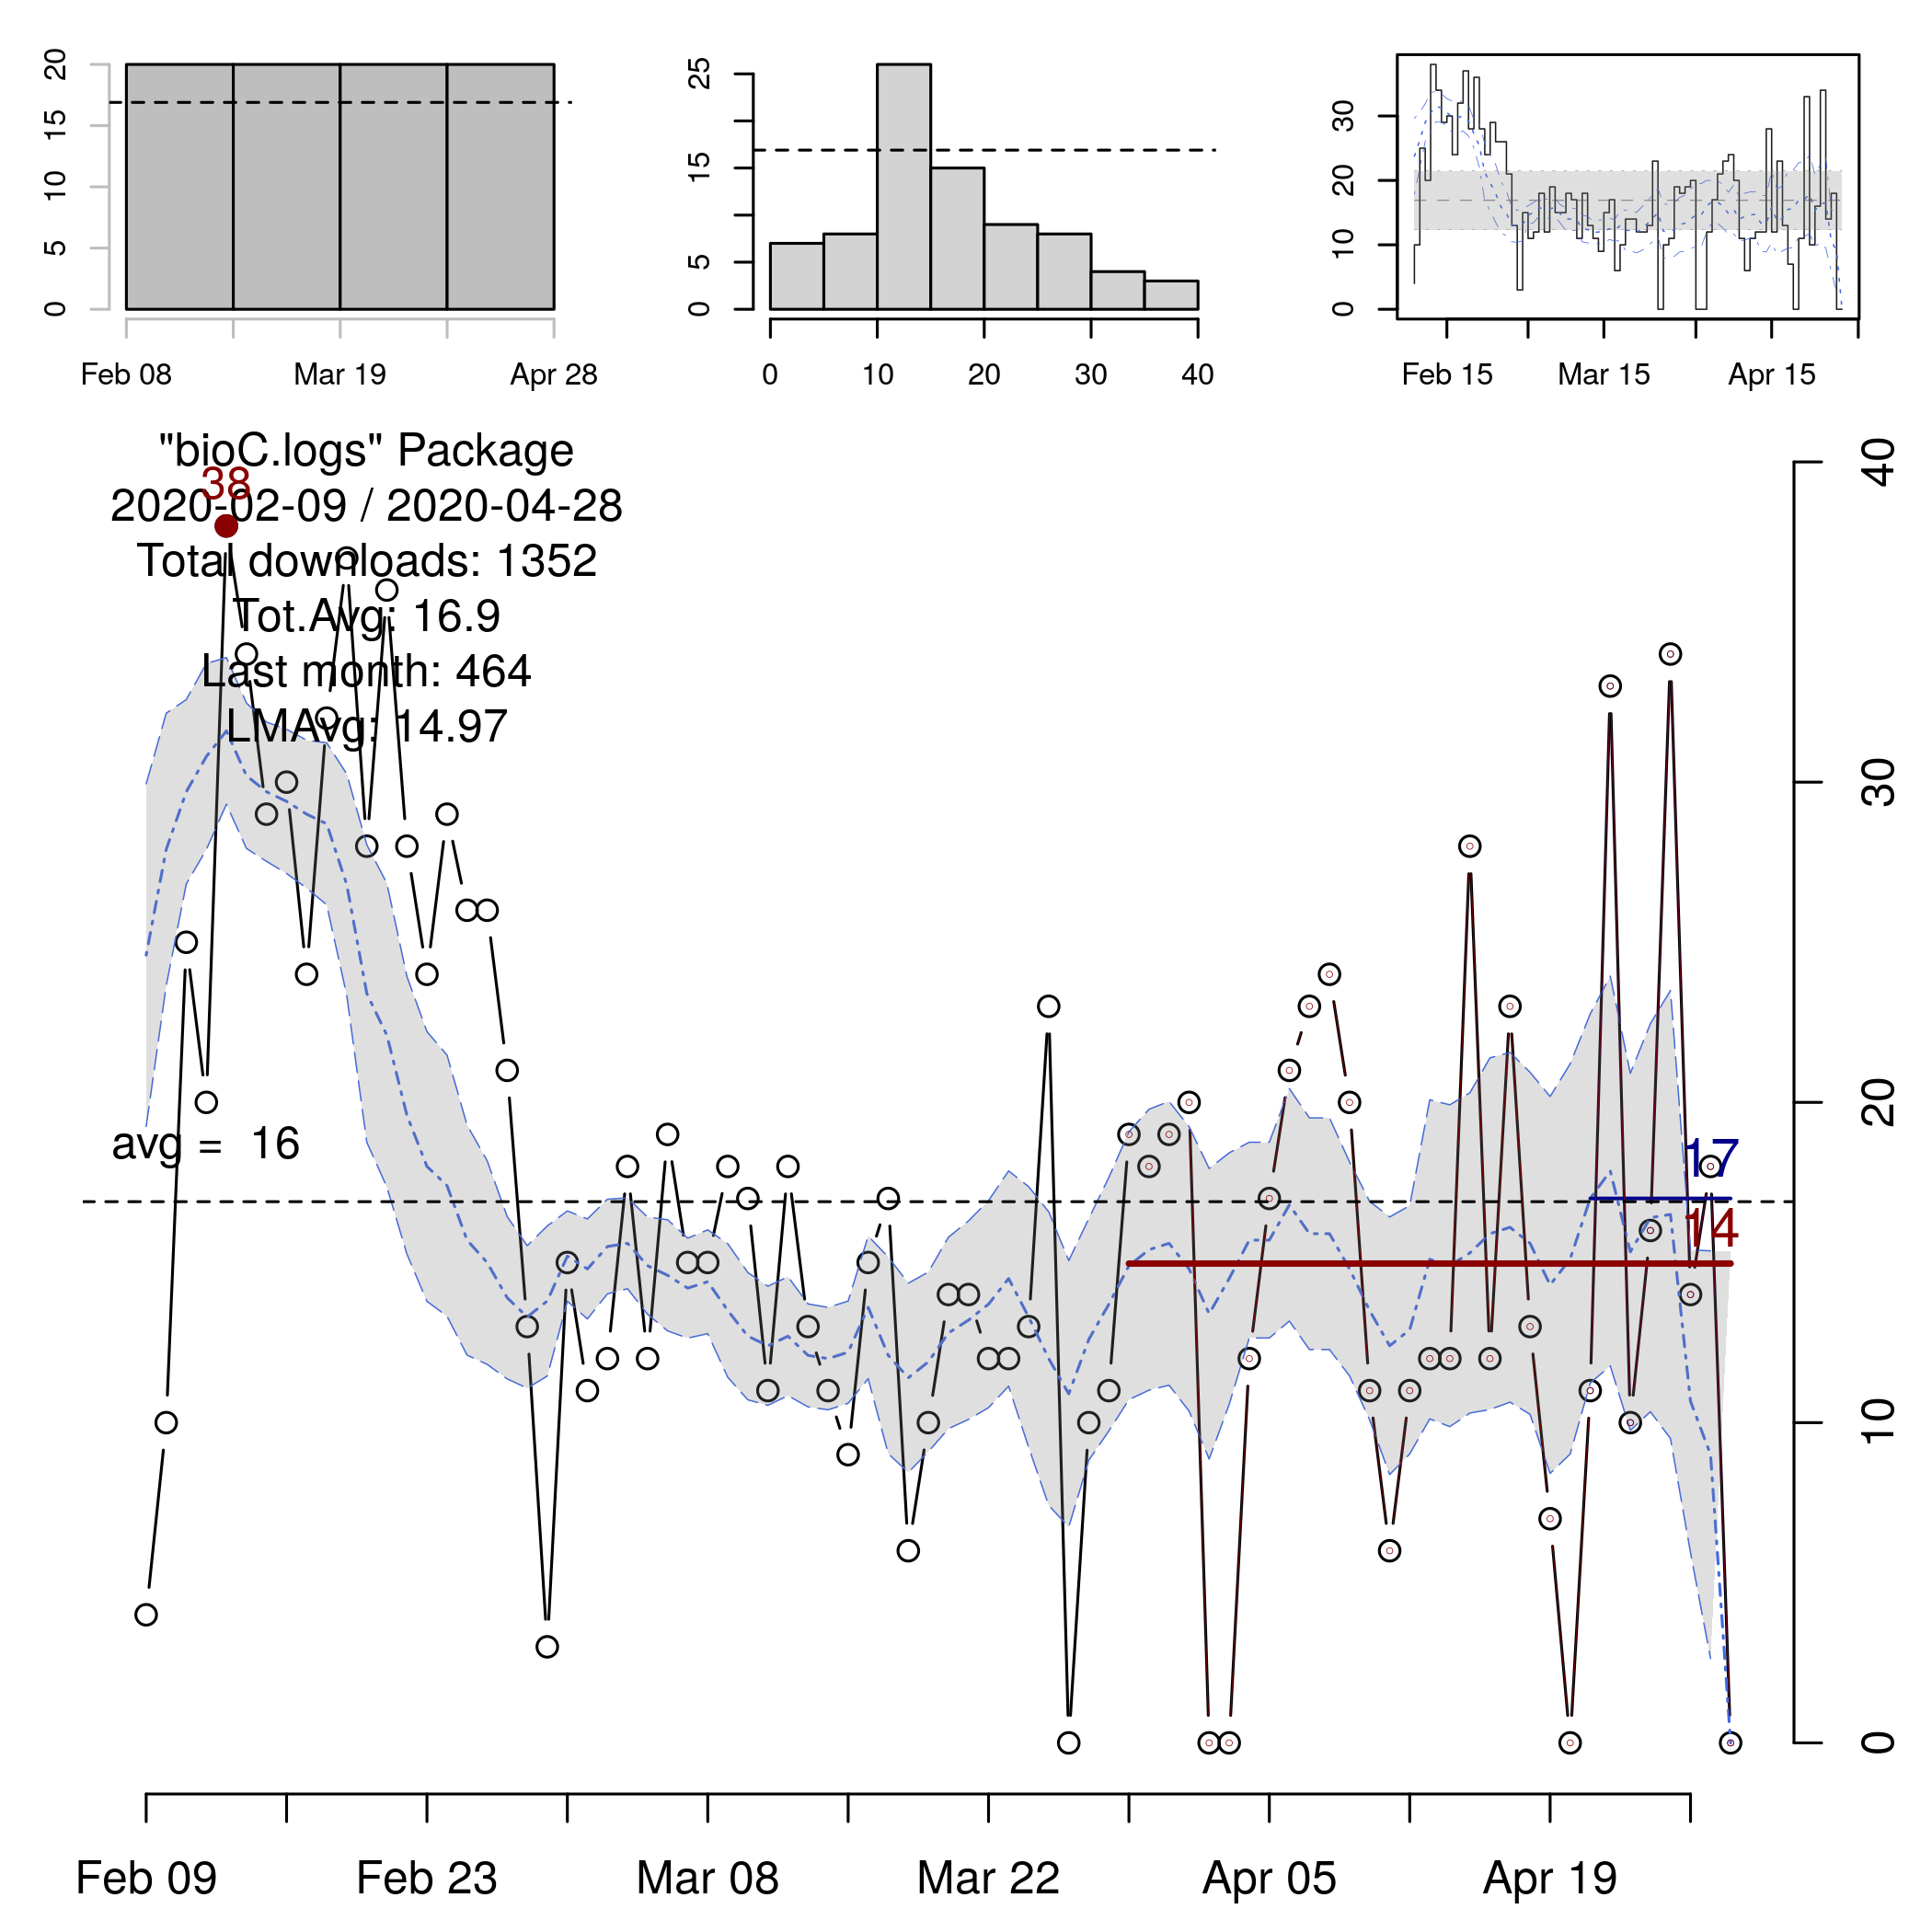 20
15
10
5
0
Feb 08 Mar 19 Apr 28
25
15
5
0
0 10 20 30 40
30
20
10
0
Feb 15 Mar 15 Apr 15
"bioC.logs" Package
38
2020-02-09 / 2020-04-28
Total downloads: 1352
Tot.Avg: 16.9
Last month: 464
LMAvg: 14.97
avg = 16
17
14
40
30
20
10
0
Feb 09 Feb 23 Mar 08 Mar 22 Apr 05 Apr 19